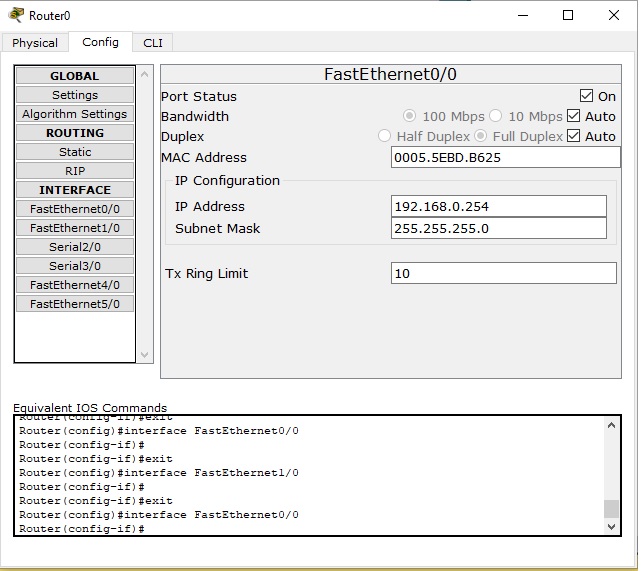 Router0
Physical Config CLI
GLOBAL
Settings
Algorithm Settings
ROUTING
Static
RIP
INTERFACE
FastEthernet0/0
FastEthernet1/0
Serial2/0
Serial3/0
FastEthernet4/0
FastEthernet5/0
FastEthernet0/0
Port Status On
Bandwidth 100 Mbps 10 Mbps Auto
Duplex Half Duplex Full Duplex Auto
MAC Address 0005.5EBD.B625
IP Configuration
IP Address 192.168.0.254
Subnet Mask 255.255.255.0
Tx Ring Limit 10
Equivalent IOS Commands
Router(config-if)#exit
Router(config)#interface FastEthernet0/0
Router(config-if)#
Router(config-if)#exit
Router(config)#interface FastEthernet1/0
Router(config-if)#
Router(config-if)#exit
Router(config)#interface FastEthernet0/0
Router(config-if)#